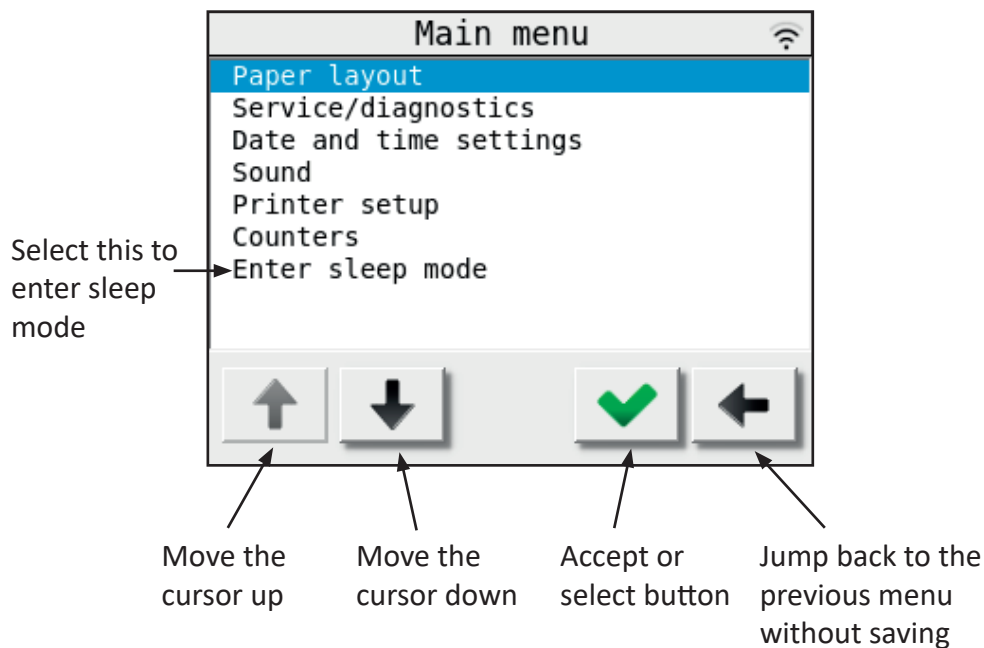 Main menu
Paper layout
Service/diagnostics
Date and time settings
Sound
Printer setup
Counters
Enter sleep mode
Select this to
enter sleep
mode
Move the
cursor up
Move the
cursor down
Accept or
select button
Jump back to the
previous menu
without saving